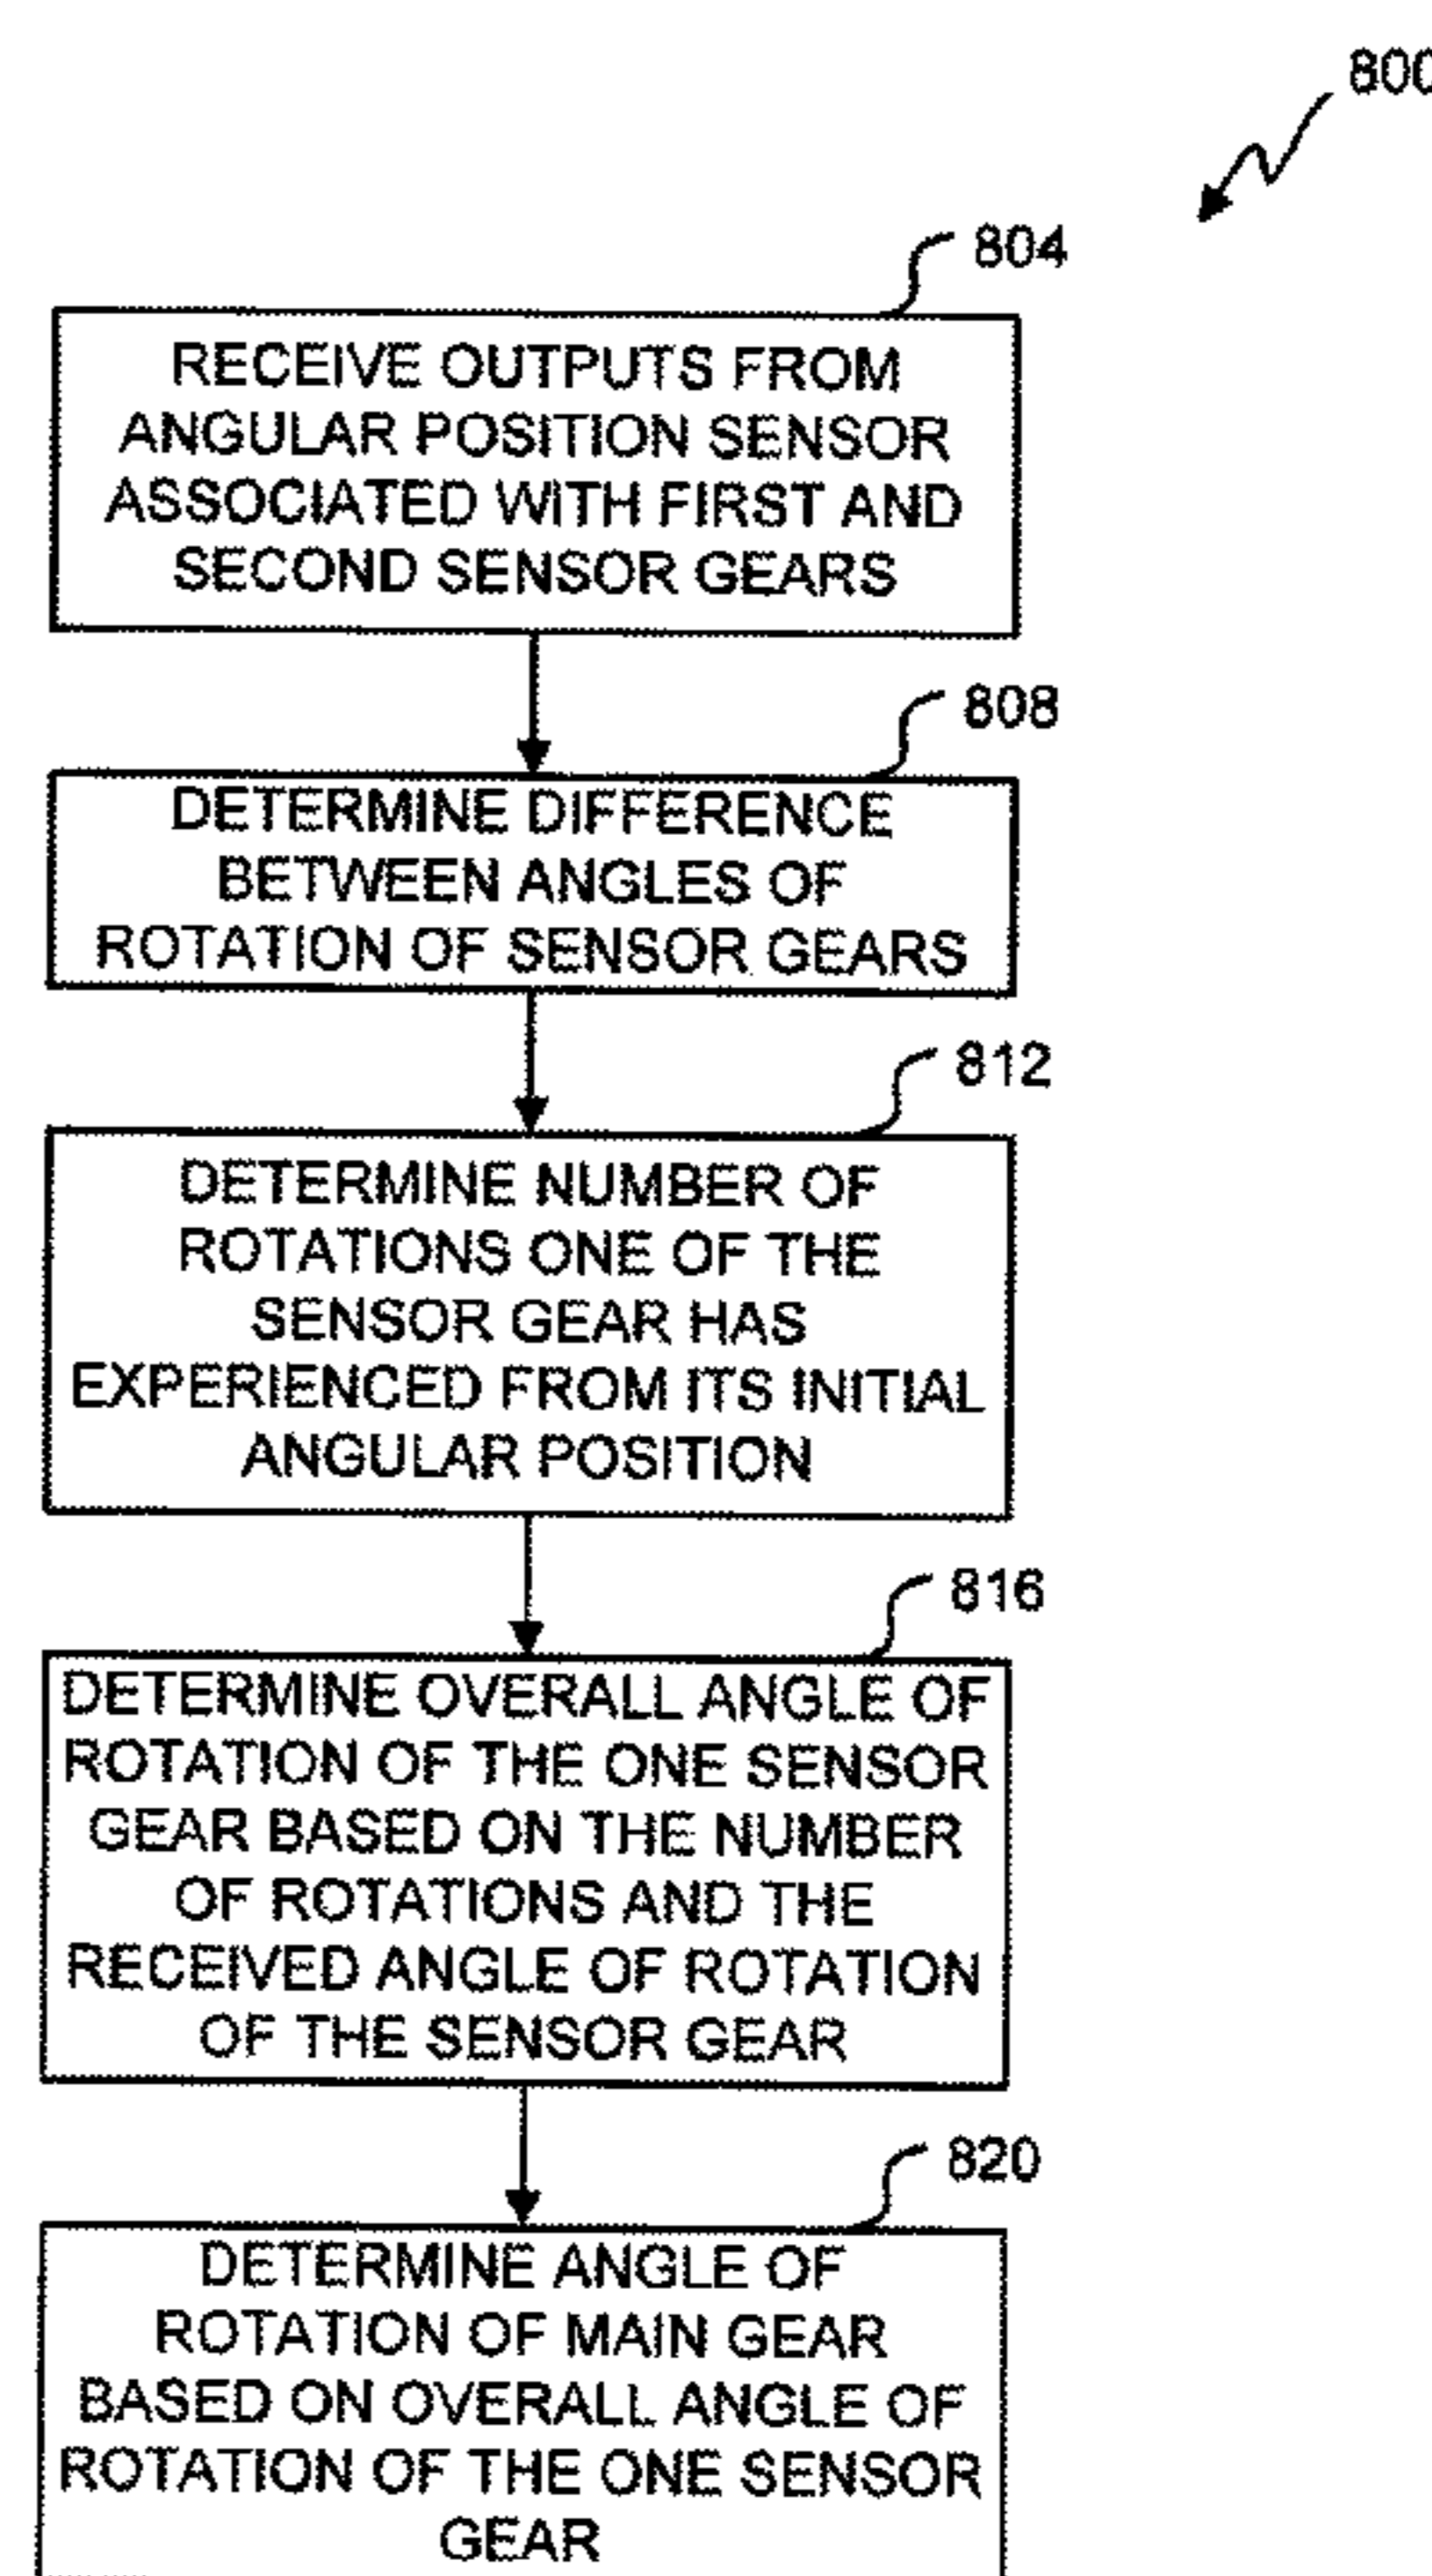 800
804
RECEIVE OUTPUTS FROM
ANGULAR POSITION SENSOR
ASSOCIATED WITH FIRST AND
SECOND SENSOR GEARS
808
DETERMINE DIFFERENCE
BETWEEN ANGLES OF
ROTATION OF SENSOR GEARS
812
DETERMINE NUMBER OF
ROTATIONS ONE OF THE
SENSOR GEAR HAS
EXPERIENCED FROM ITS INITIAL
ANGULAR POSITION
816
DETERMINE OVERALL ANGLE OF
ROTATION OF THE ONE SENSOR
GEAR BASED ON THE NUMBER
OF ROTATIONS AND THE
RECEIVED ANGLE OF ROTATION
OF THE SENSOR GEAR
820
DETERMINE ANGLE OF
ROTATION OF MAIN GEAR
BASED ON OVERALL ANGLE OF
ROTATION OF THE ONE SENSOR
GEAR